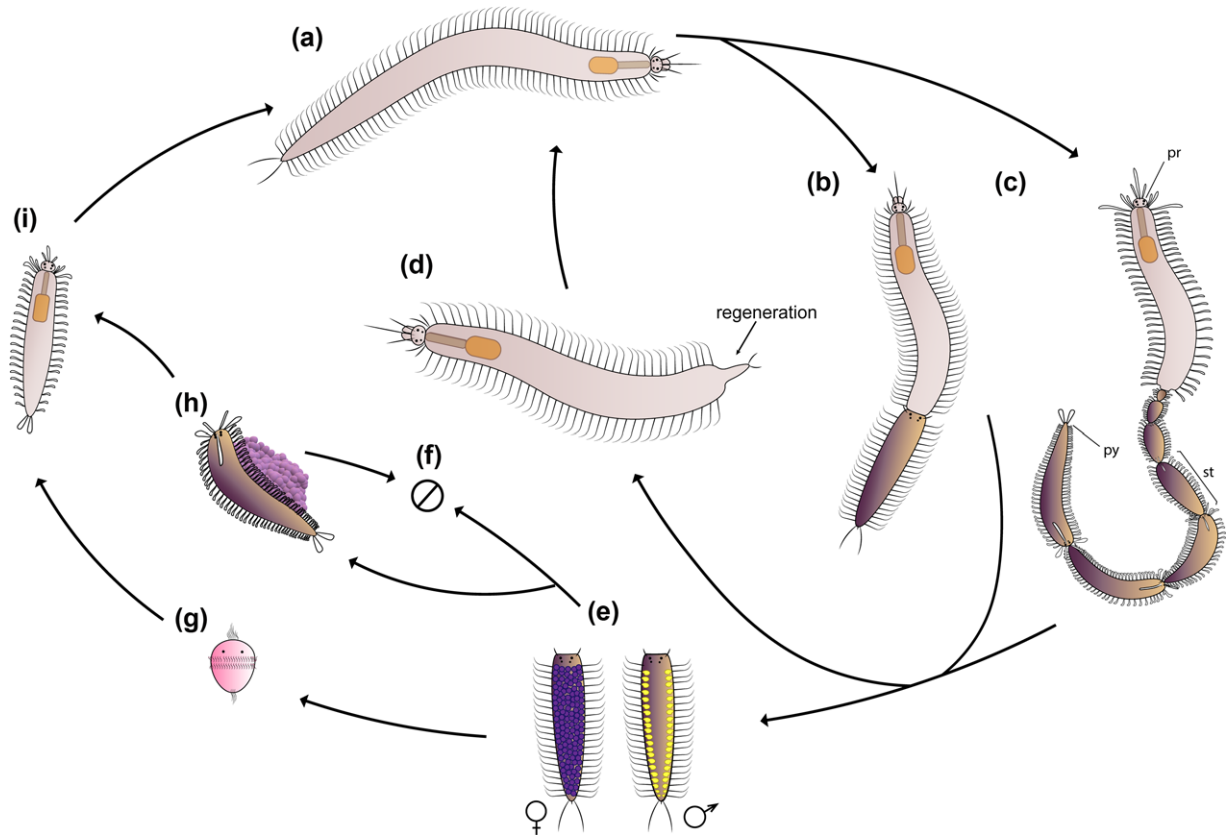 (a)
pr
(b)
(c)
(i)
(d)
regeneration
(h)
(f)
py
st
(g)
(e)
♀
♂